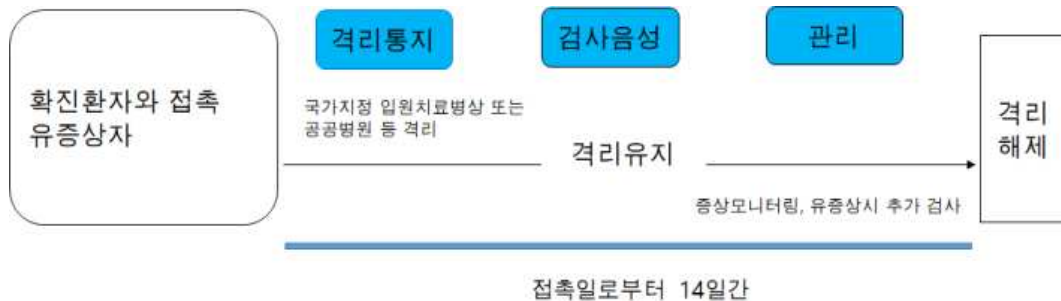 격리통지
검사음성
관리
확진환자와 접촉
유증상자
국가지정 입원치료병상 또는
공공병원 등 격리
격리유지
증상모니터링, 유증상시 추가 검사
격리
해제
접촉일로부터 14일간